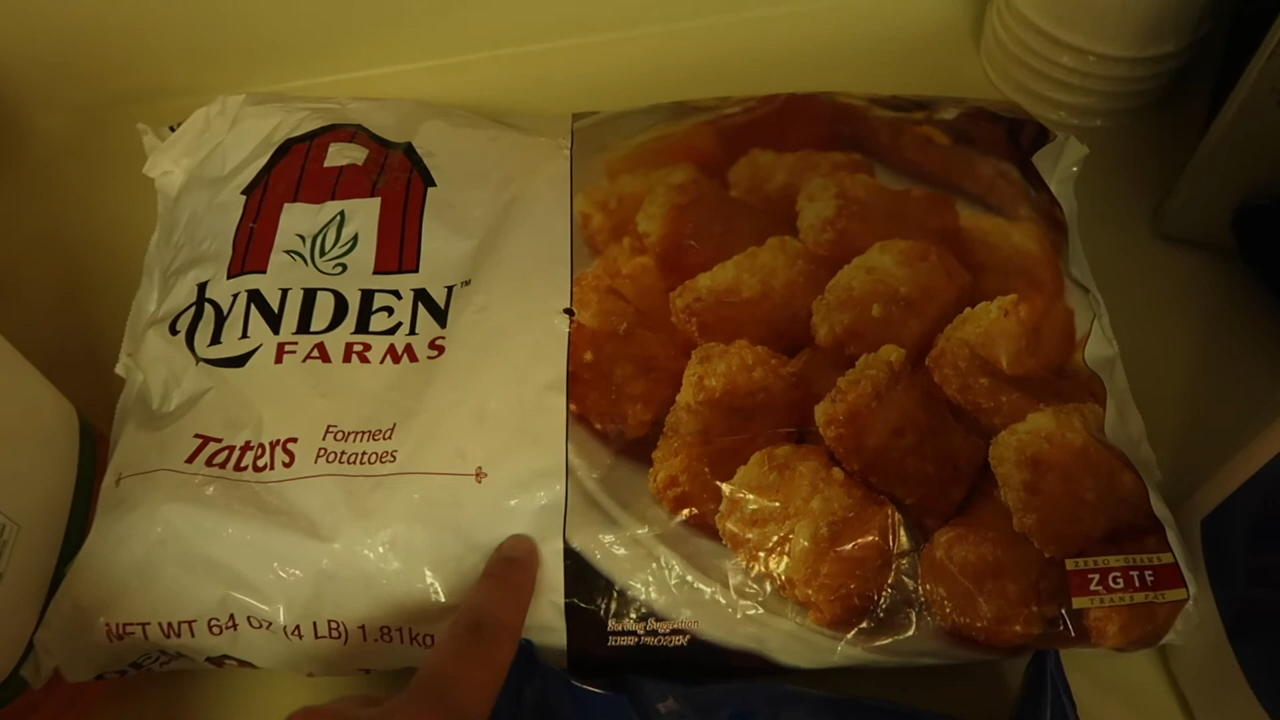 LYNDEN™
FARMS
Taters
Formed
Potatoes
NET WT 64 oz (4 LB) 1.81kg
Serving Suggestion
KEEP FROZEN
ZERO-GRAMS
ZGTF
TRANS FAT